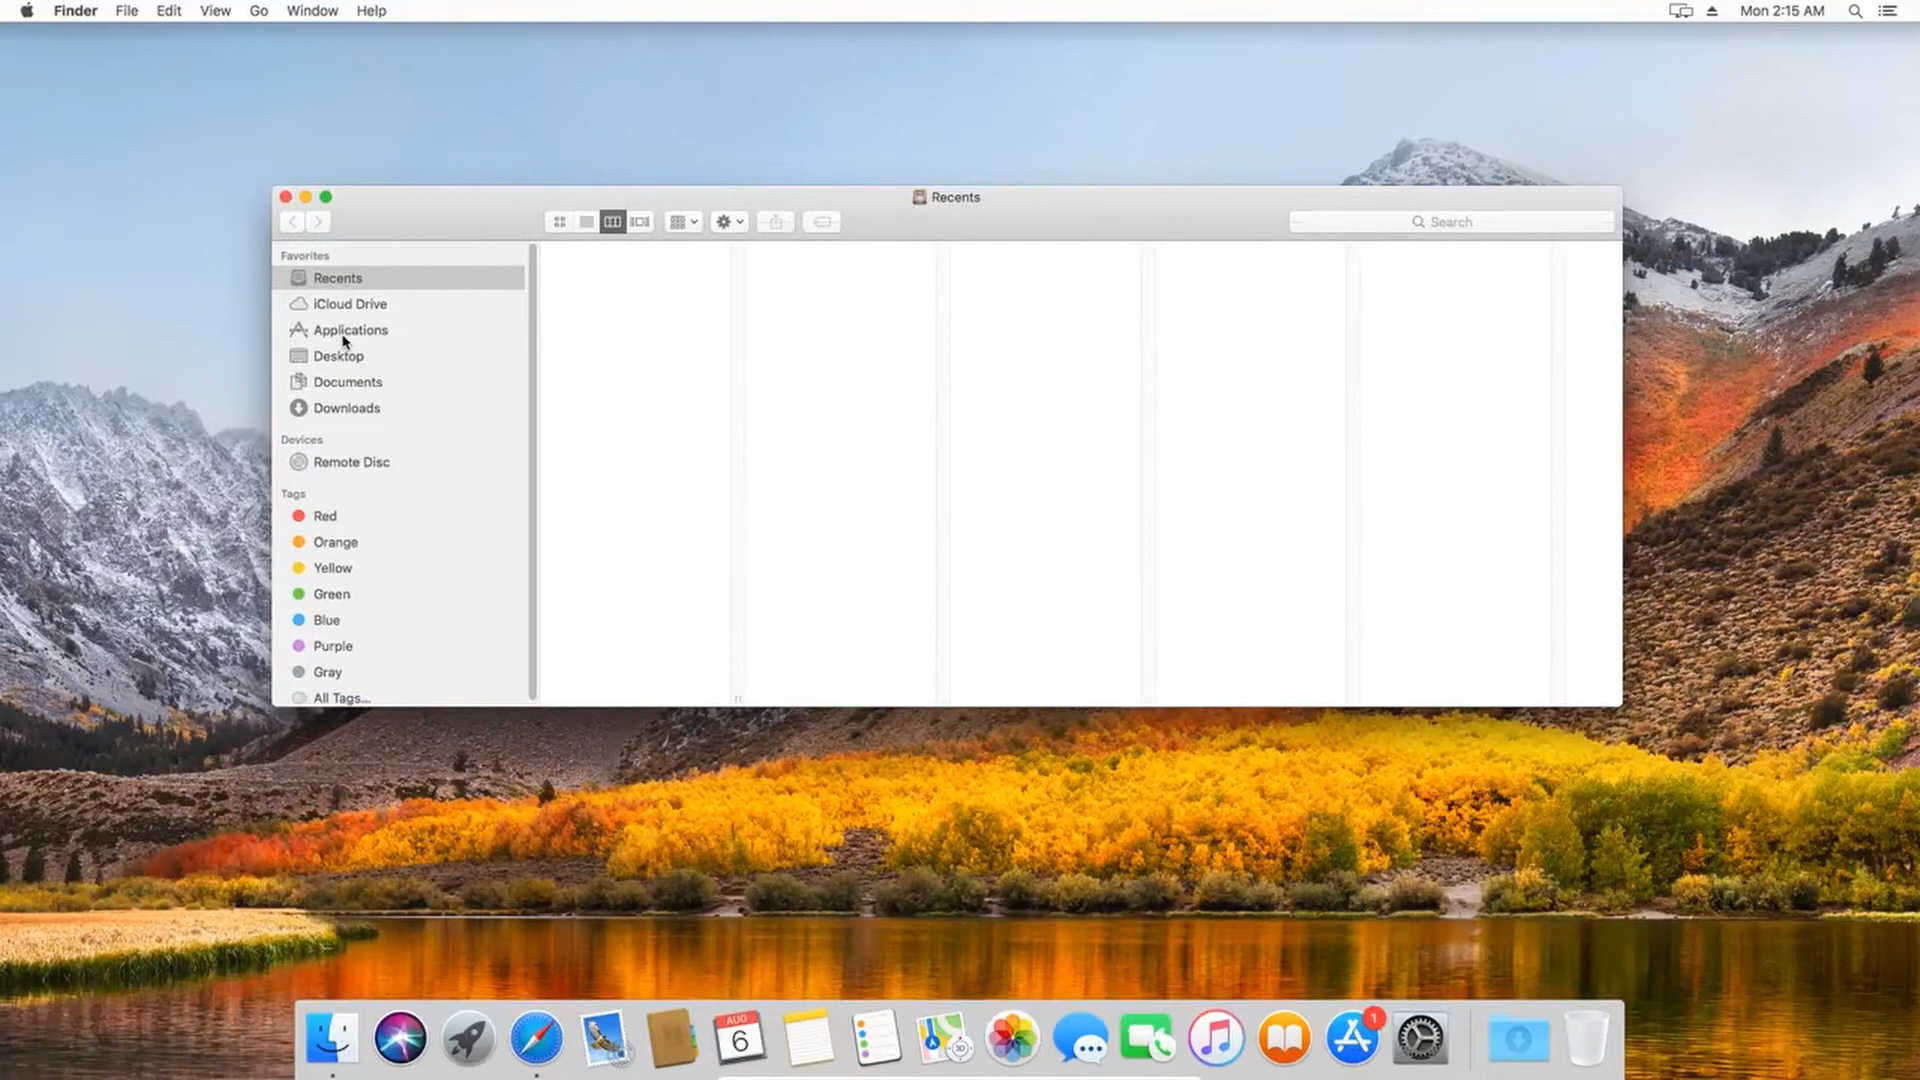 Finder File Edit View Go Window Help
Mon 2:15 AM
Recents
Search
Favorites
Recents
iCloud Drive
Applications
Desktop
Documents
Downloads
Devices
Remote Disc
Tags
Red
Orange
Yellow
Green
Blue
Purple
Gray
All Tags...
AUG
6
1